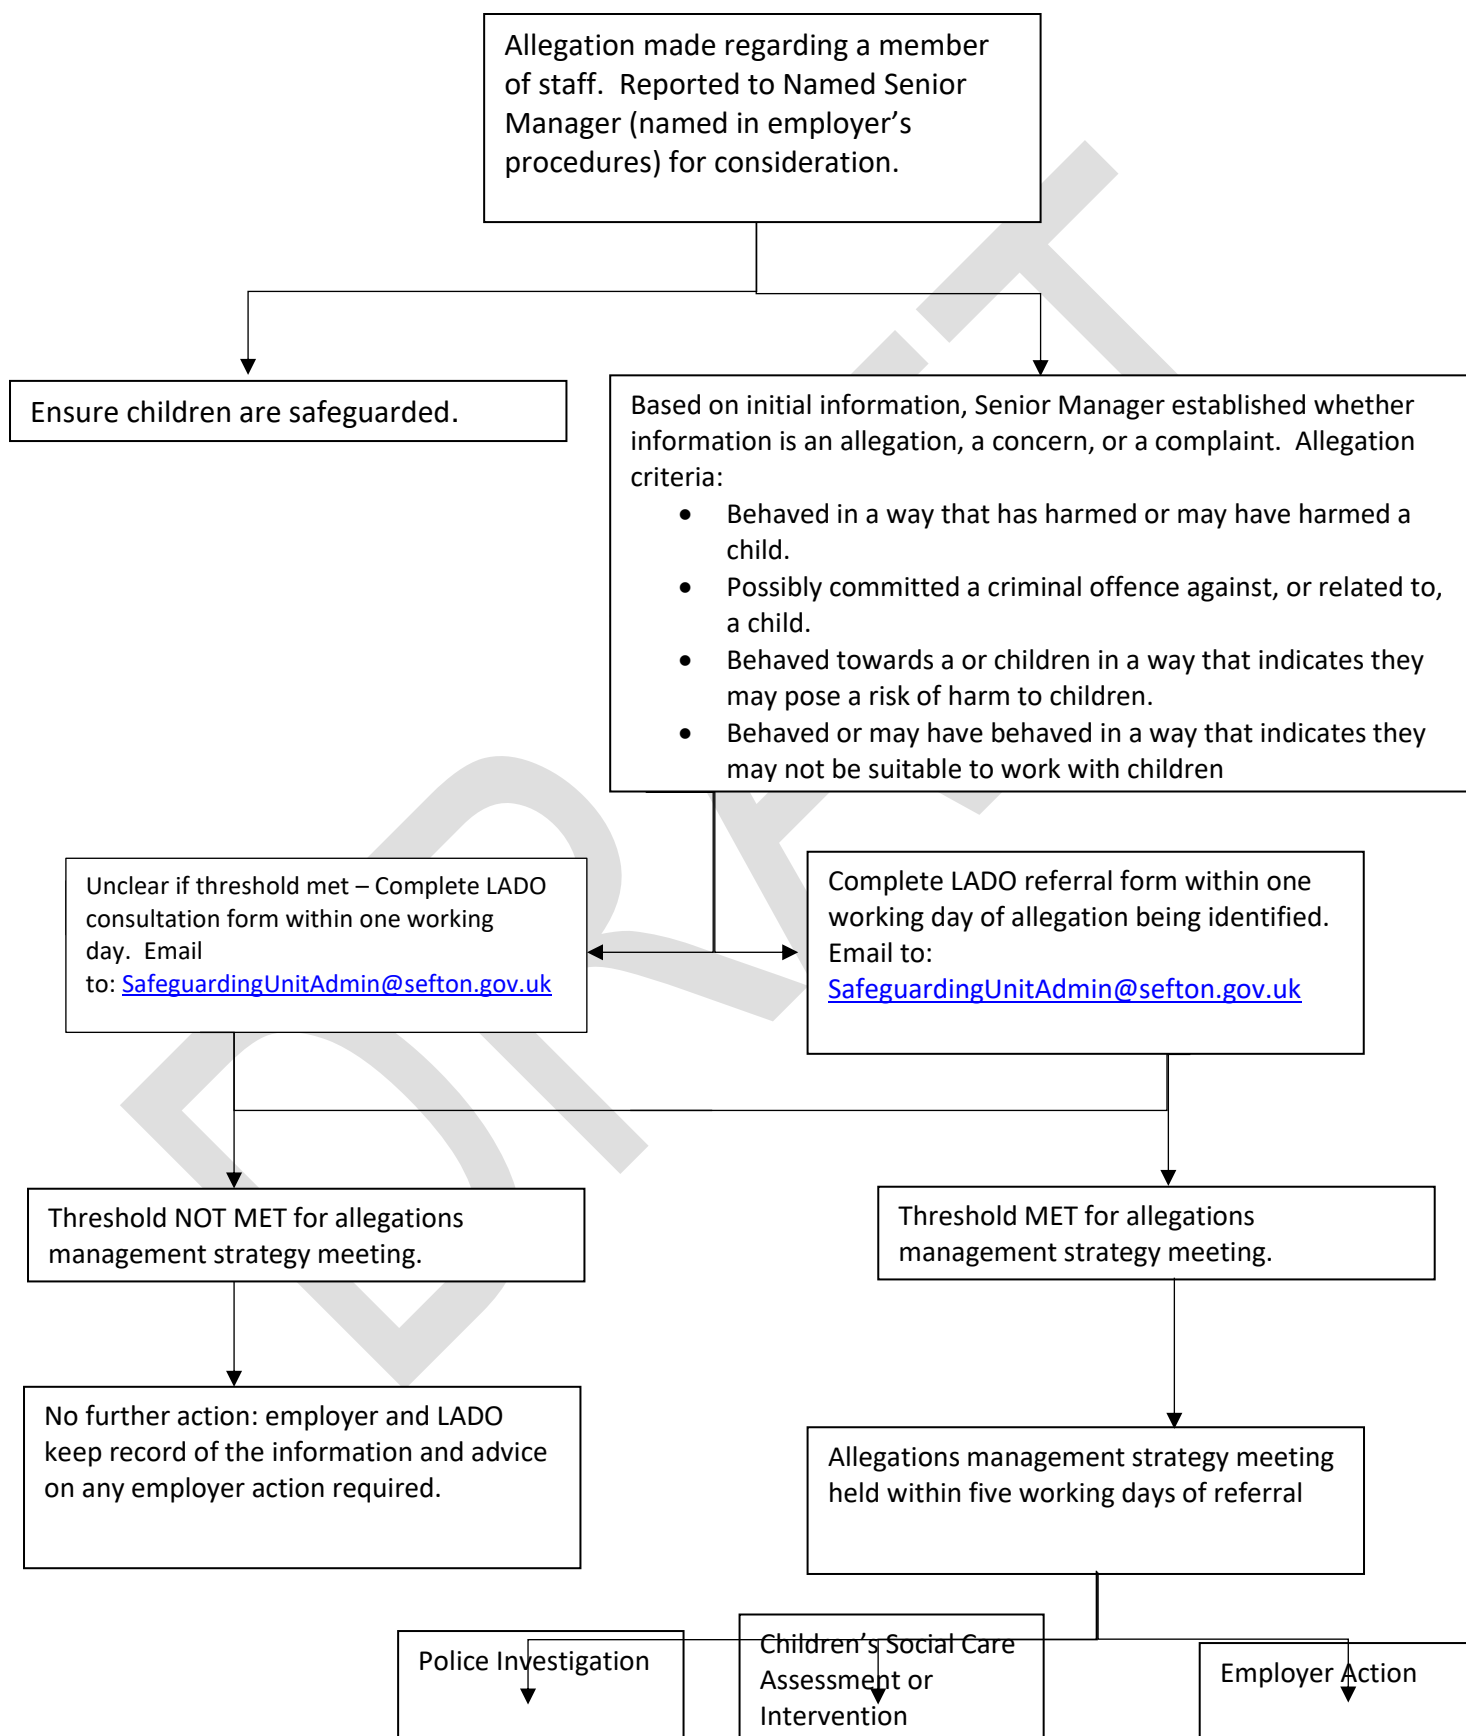 Allegation made regarding a member
of staff.  Reported to Named Senior
Manager (named in employer’s
procedures) for consideration.
Ensure children are safeguarded.
Based on initial information, Senior Manager established whether
information is an allegation, a concern, or a complaint.  Allegation
criteria:
• Behaved in a way that has harmed or may have harmed a
child.
• Possibly committed a criminal offence against, or related to,
a child.
• Behaved towards a or children in a way that indicates they
may pose a risk of harm to children.
• Behaved or may have behaved in a way that indicates they
may not be suitable to work with children
Unclear if threshold met – Complete LADO
consultation form within one working
day.  Email
to: SafeguardingUnitAdmin@sefton.gov.uk
Complete LADO referral form within one
working day of allegation being identified.
Email to:
SafeguardingUnitAdmin@sefton.gov.uk
Threshold NOT MET for allegations
management strategy meeting.
Threshold MET for allegations
management strategy meeting.
No further action: employer and LADO
keep record of the information and advice
on any employer action required.
Allegations management strategy meeting
held within five working days of referral
Police Investigation
Children’s Social Care
Assessment or
Intervention
Employer Action
DRAFT